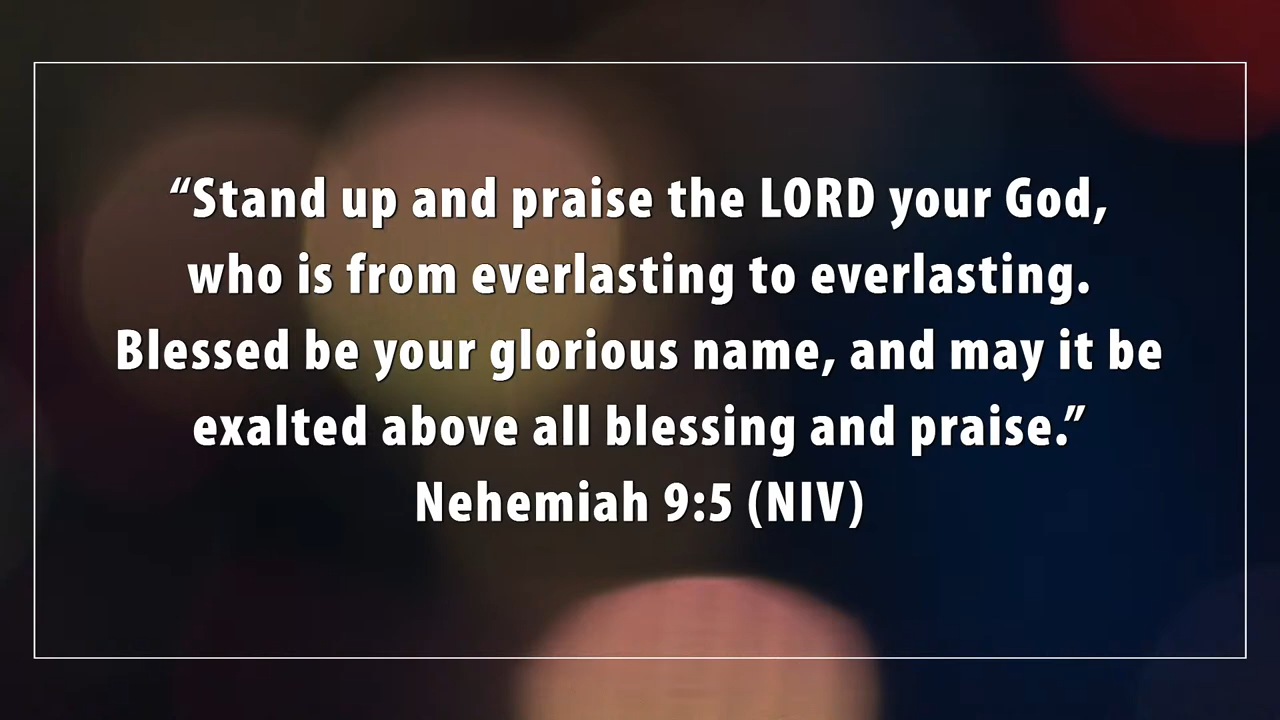 “Stand up and praise the LORD your God,
who is from everlasting to everlasting.
Blessed be your glorious name, and may it be
exalted above all blessing and praise.”
Nehemiah 9:5 (NIV)